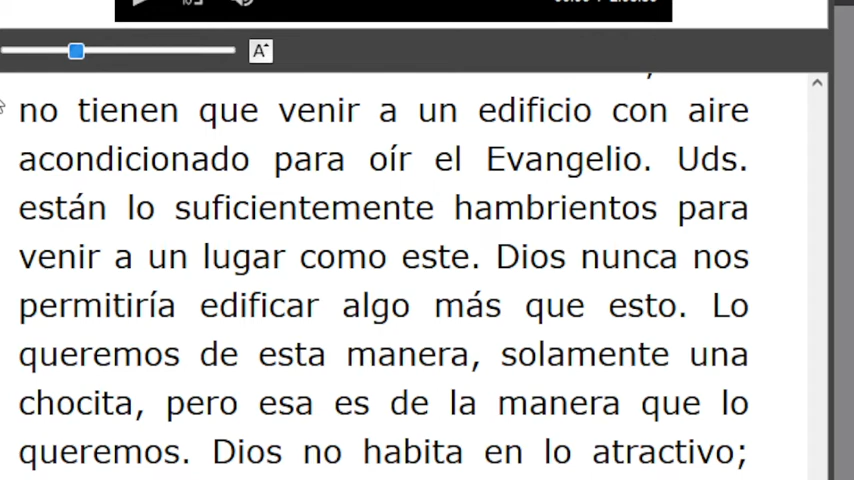 A
no tienen que venir a un edificio con aire
acondicionado para oír el Evangelio. Uds.
están lo suficientemente hambrientos para
venir a un lugar como este. Dios nunca nos
permitiría edificar algo más que esto. Lo
queremos de esta manera, solamente una
chocita, pero esa es de la manera que lo
queremos. Dios no habita en lo atractivo;